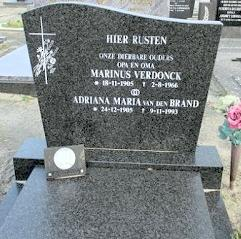 HIER RUSTEN
ONZE DIERBARE OUDERS
OPA EN OMA
MARINUS VERDONCK
* 18-11-1905 † 2-8-1966
EN
ADRIANA MARIA VAN DEN BRAND
* 24-12-1905 † 9-11-1993